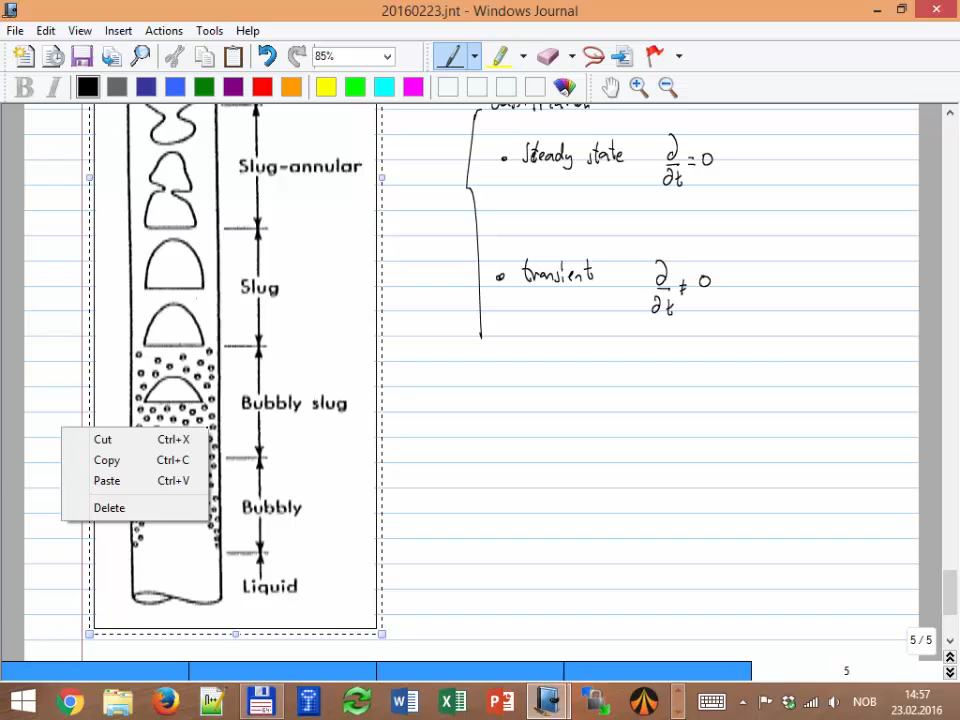 20160223.jnt - Windows Journal
File Edit View Insert Actions Tools Help
85%
B I
Slug-annular
Slug
Bubbly slug
Bubbly
Liquid
• Steady state ∂/∂t = 0
• transient ∂/∂t ≠ 0
Cut Ctrl+X
Copy Ctrl+C
Paste Ctrl+V
Delete
5 / 5
5
NOB
14:57
23.02.2016